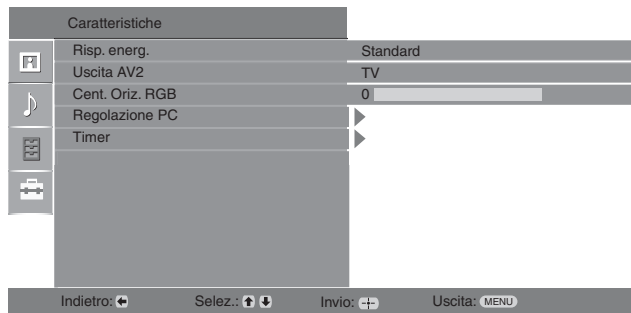 Caratteristiche
Risp. energ. Standard
Uscita AV2 TV
Cent. Oriz. RGB 0
Regolazione PC
Timer
Indietro: Selez.: Invio: Uscita: MENU